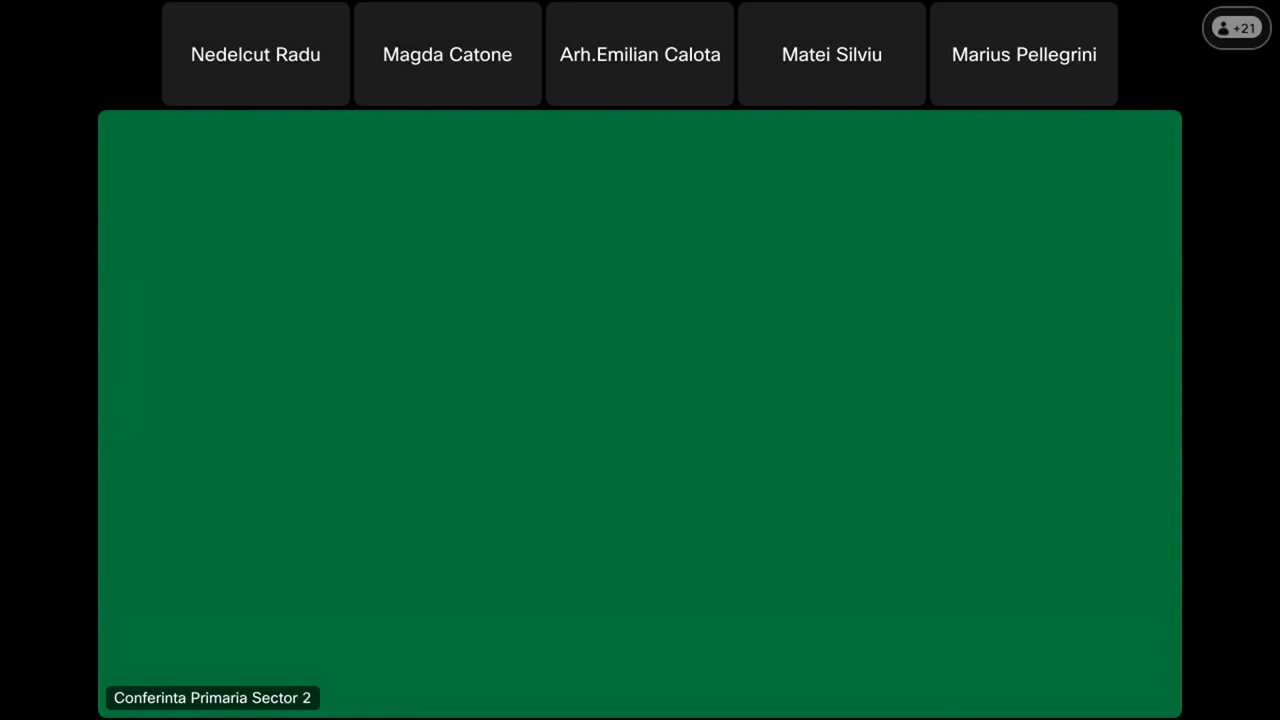 Nedelcut Radu
Magda Catone
Arh.Emilian Calota
Matei Silviu
Marius Pellegrini
+21
Conferinta Primaria Sector 2